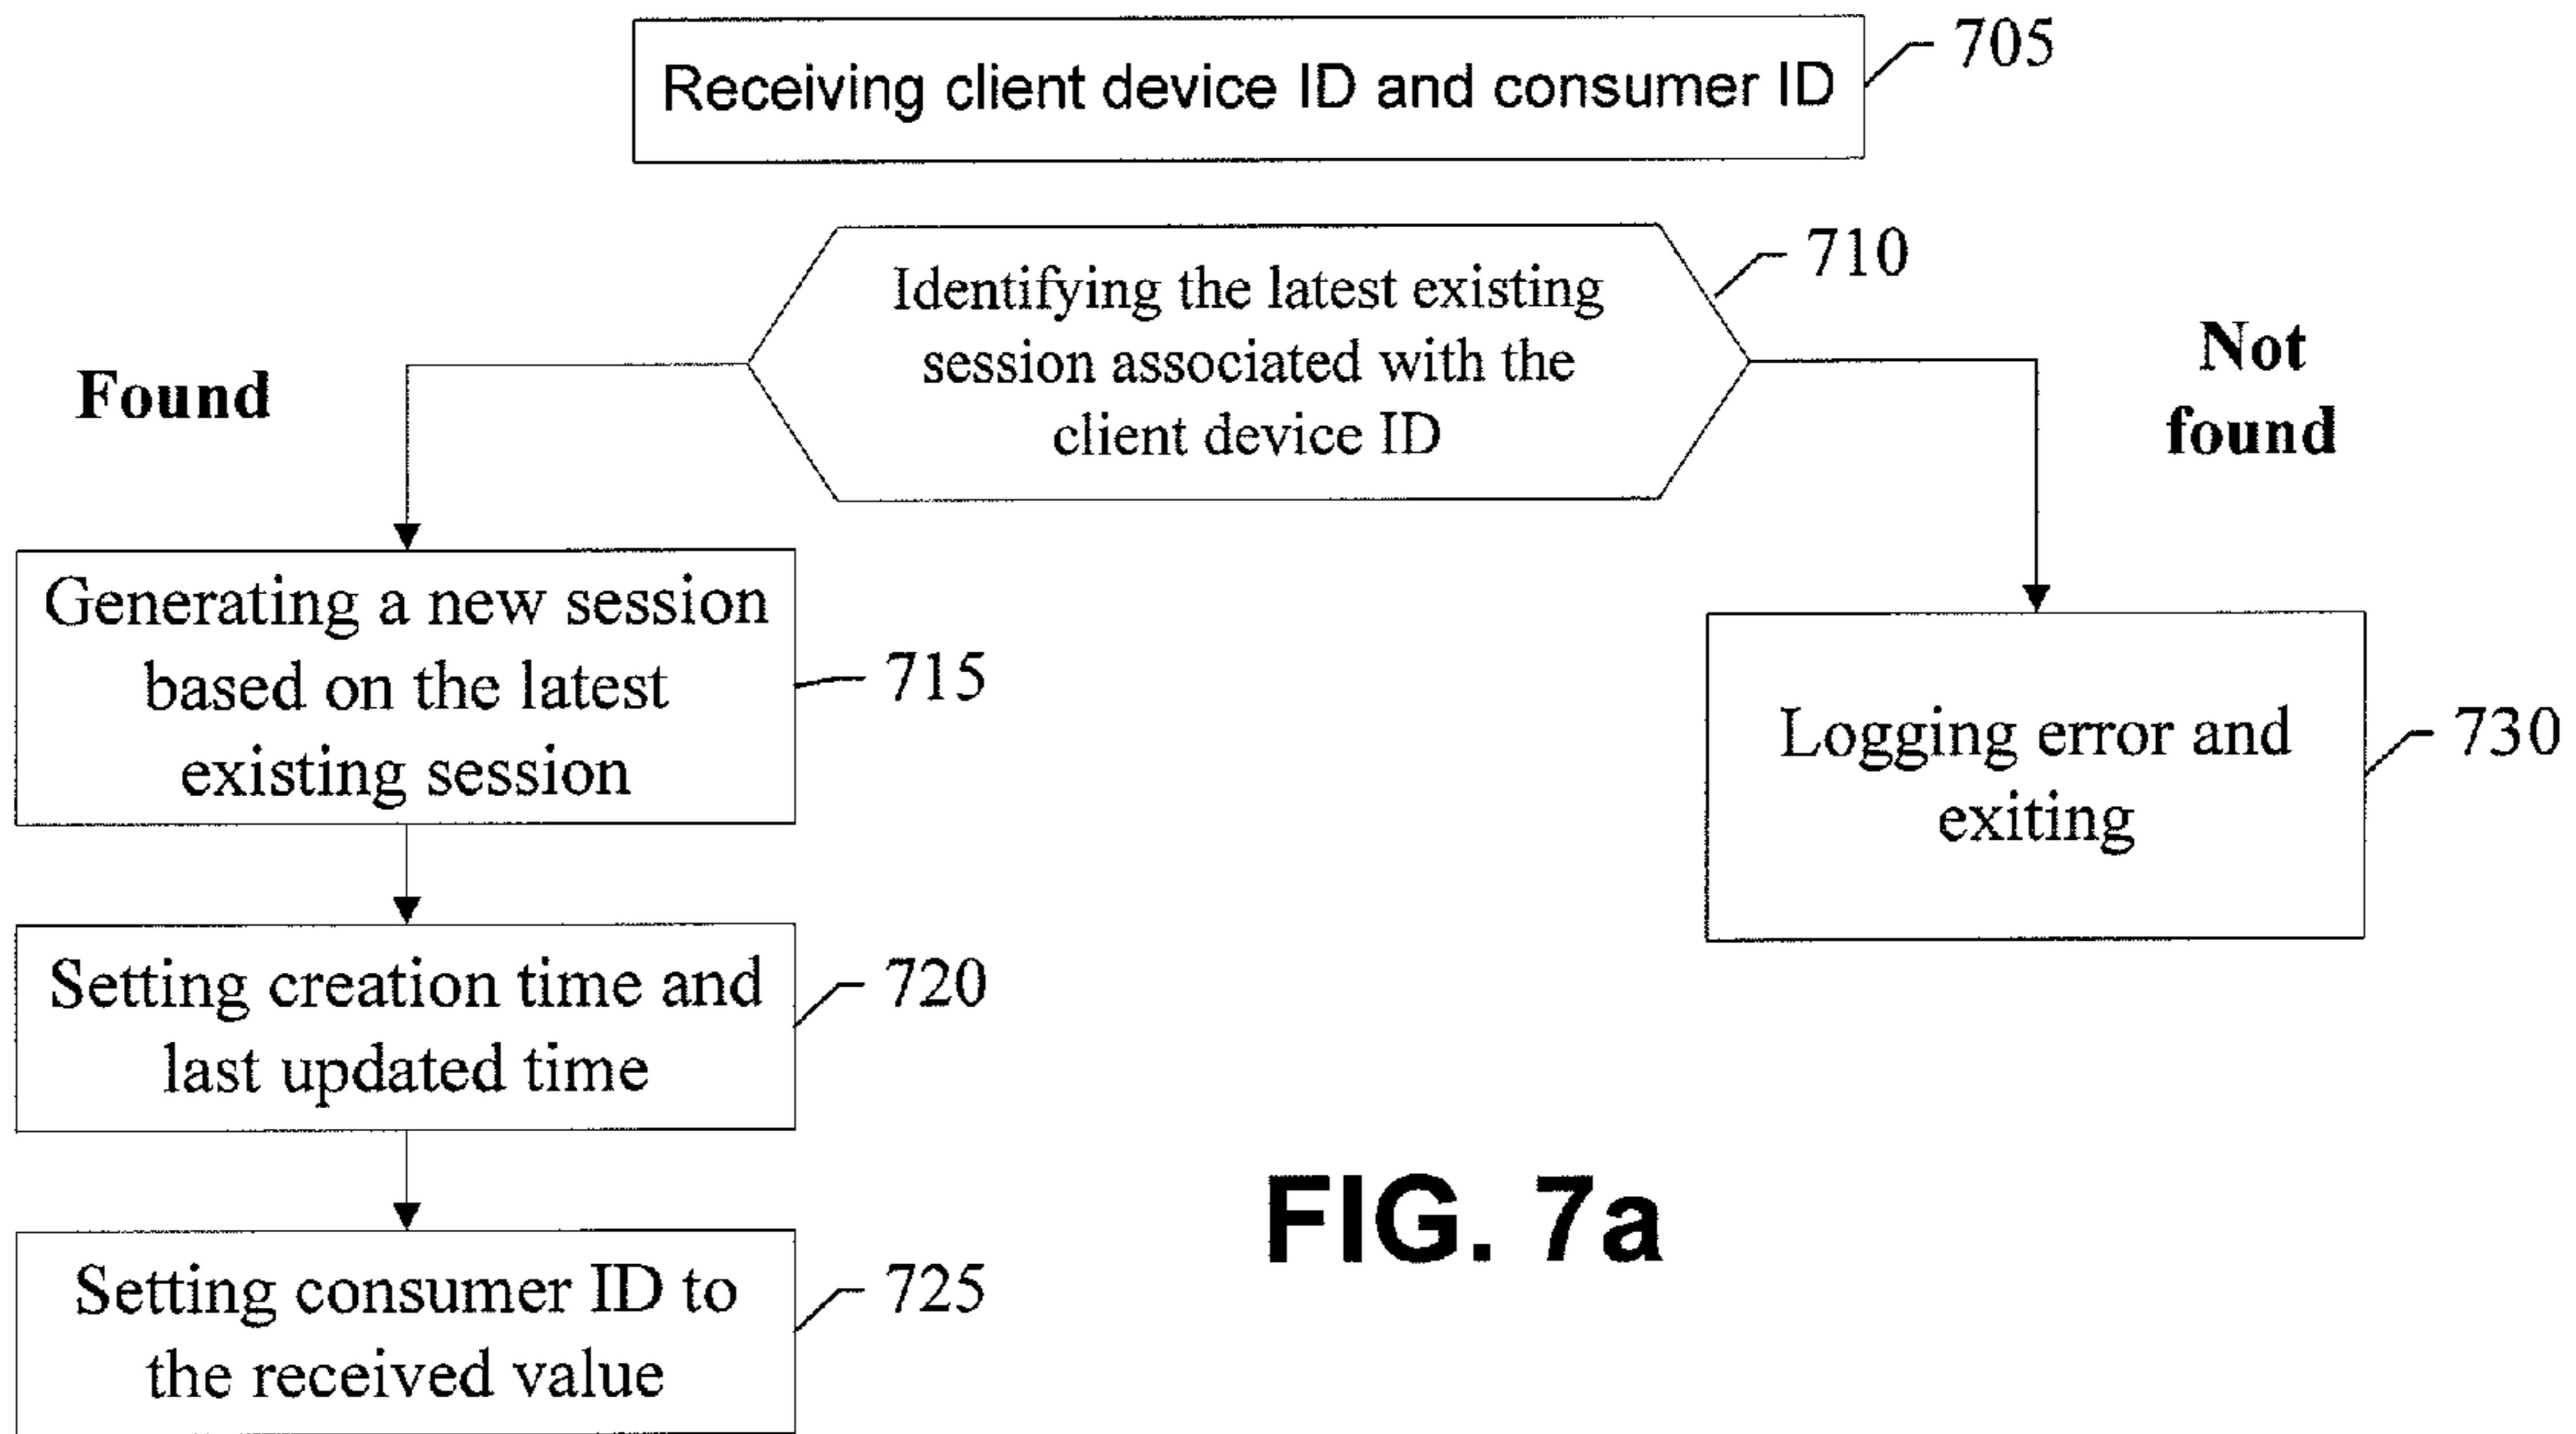 Receiving client device ID and consumer ID
705
Identifying the latest existing
session associated with the
client device ID
710
Found
Not
found
Generating a new session
based on the latest
existing session
715
Logging error and
exiting
730
Setting creation time and
last updated time
720
Setting consumer ID to
the received value
725
FIG. 7a